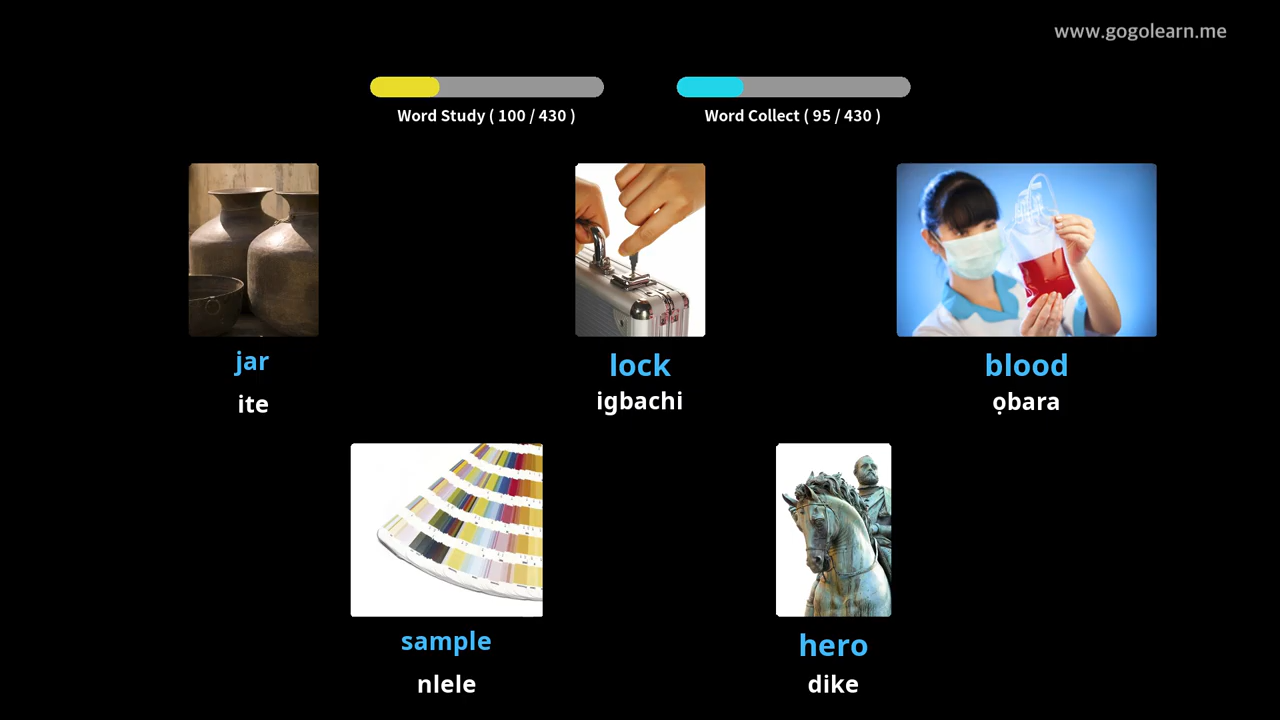 www.gogolearn.me
Word Study ( 100 / 430 )
Word Collect ( 95 / 430 )
jar
ite
lock
igbachi
blood
ọbara
sample
nlele
hero
dike